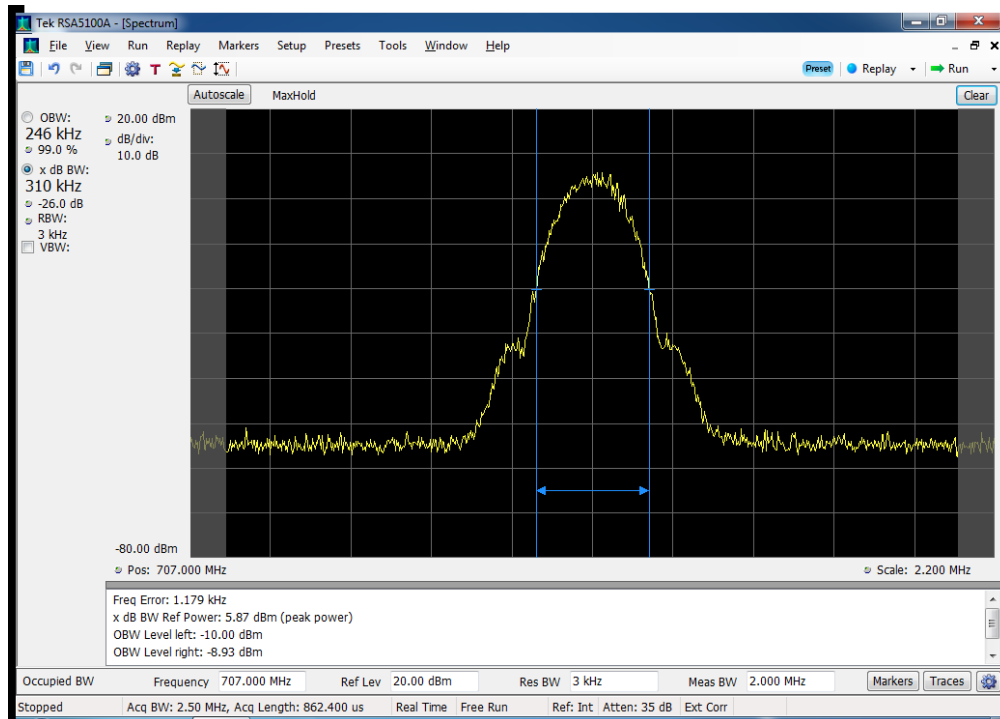 Tek RSA5100A - [Spectrum]
File View Run Replay Markers Setup Presets Tools Window Help
T Preset Replay Run
Autoscale MaxHold Clear
OBW:
246 kHz
99.0 %
x dB BW:
310 kHz
-26.0 dB
RBW:
3 kHz
VBW:
20.00 dBm
dB/div:
10.0 dB
-80.00 dBm
Pos: 707.000 MHz Scale: 2.200 MHz
Freq Error: 1.179 kHz
x dB BW Ref Power: 5.87 dBm (peak power)
OBW Level left: -10.00 dBm
OBW Level right: -8.93 dBm
Occupied BW Frequency 707.000 MHz Ref Lev 20.00 dBm Res BW 3 kHz Meas BW 2.000 MHz Markers Traces
Stopped Acq BW: 2.50 MHz, Acq Length: 862.400 us Real Time Free Run Ref: Int Atten: 35 dB Ext Corr